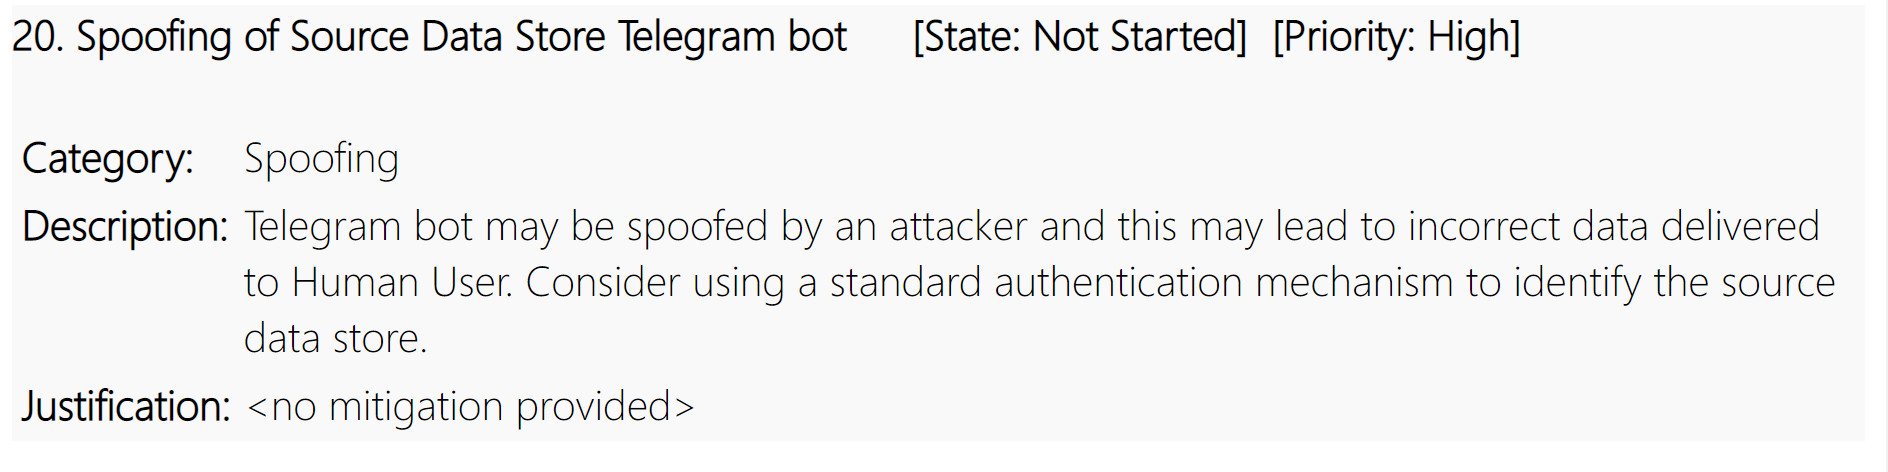 20. Spoofing of Source Data Store Telegram bot [State: Not Started] [Priority: High]
Category: Spoofing
Description: Telegram bot may be spoofed by an attacker and this may lead to incorrect data delivered
to Human User. Consider using a standard authentication mechanism to identify the source
data store.
Justification: <no mitigation provided>